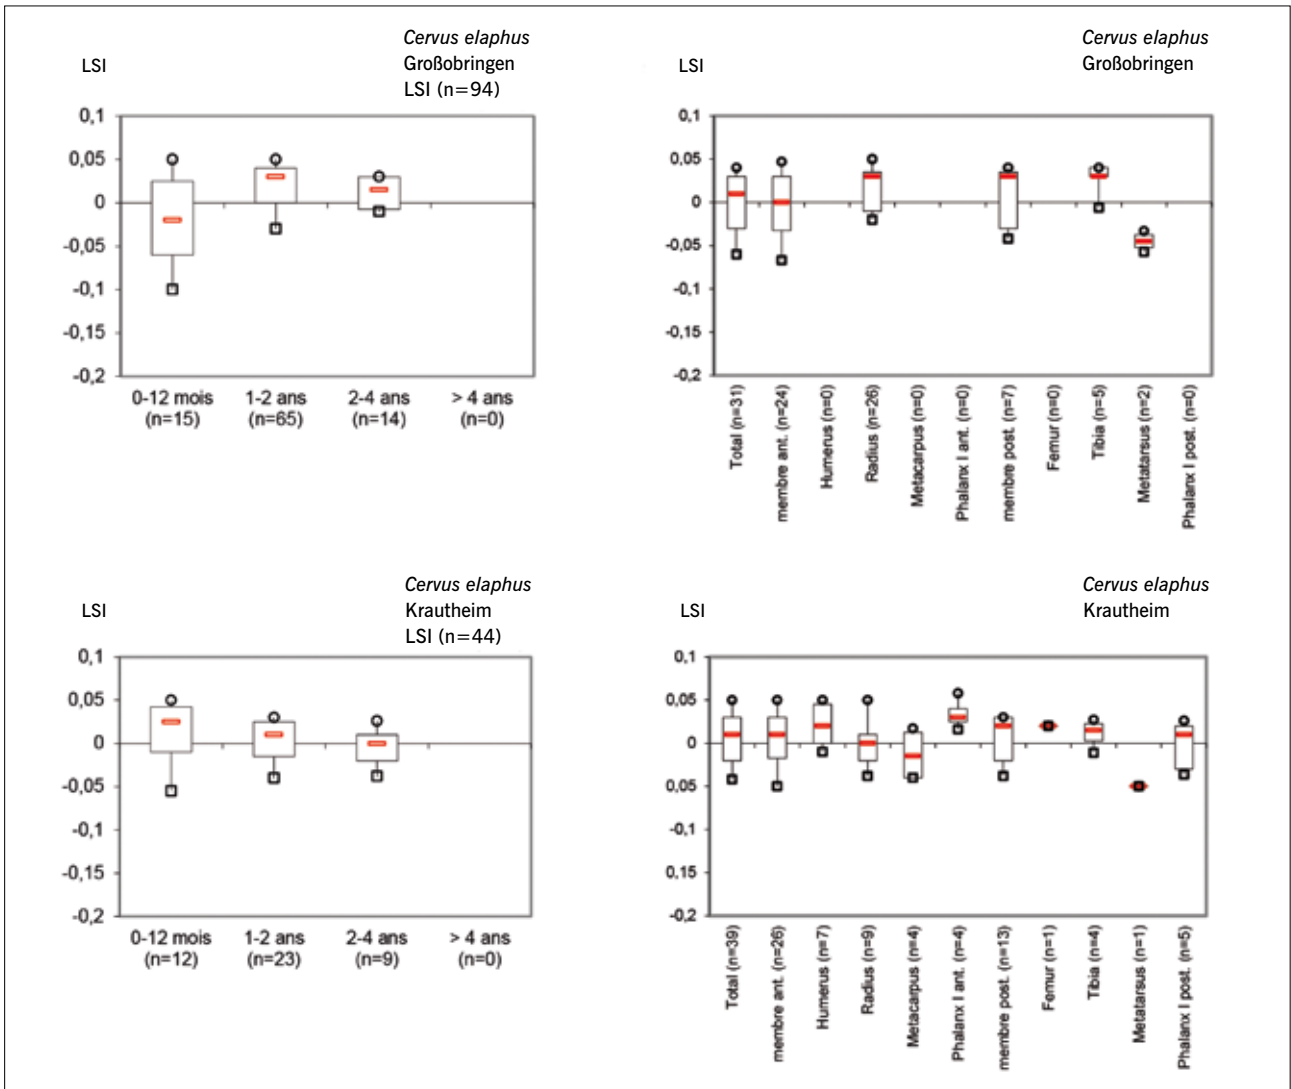 Cervus elaphus
Großobringen
LSI (n=94)
LSI
0,1
0,05
0
-0,05
-0,1
-0,15
-0,2
0-12 mois
(n=15)
1-2 ans
(n=65)
2-4 ans
(n=14)
> 4 ans
(n=0)
Cervus elaphus
Großobringen
LSI
0,1
0,05
0
-0,05
-0,1
-0,15
-0,2
Total (n=31)
membre ant. (n=24)
Humerus (n=0)
Radius (n=26)
Metacarpus (n=0)
Phalanx I ant. (n=0)
membre post. (n=7)
Femur (n=0)
Tibia (n=5)
Metatarsus (n=2)
Phalanx I post. (n=0)
Cervus elaphus
Krautheim
LSI (n=44)
LSI
0,1
0,05
0
-0,05
-0,1
-0,15
-0,2
0-12 mois
(n=12)
1-2 ans
(n=23)
2-4 ans
(n=9)
> 4 ans
(n=0)
Cervus elaphus
Krautheim
LSI
0,1
0,05
0
0,05
-0,1
0,15
-0,2
Total (n=39)
membre ant. (n=26)
Humerus (n=7)
Radius (n=9)
Metacarpus (n=4)
Phalanx I ant. (n=4)
membre post. (n=13)
Femur (n=1)
Tibia (n=4)
Metatarsus (n=1)
Phalanx I post. (n=5)